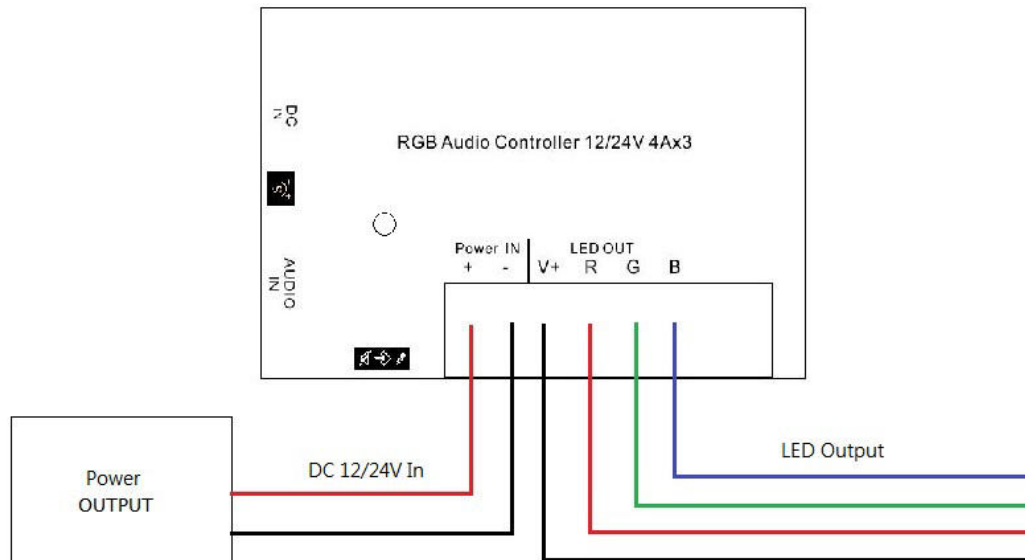 DC
IN
RGB Audio Controller 12/24V 4Ax3
AUDIO
IN
Power IN
LED OUT
+ - V+ R G B
DC 12/24V In
LED Output
Power
OUTPUT